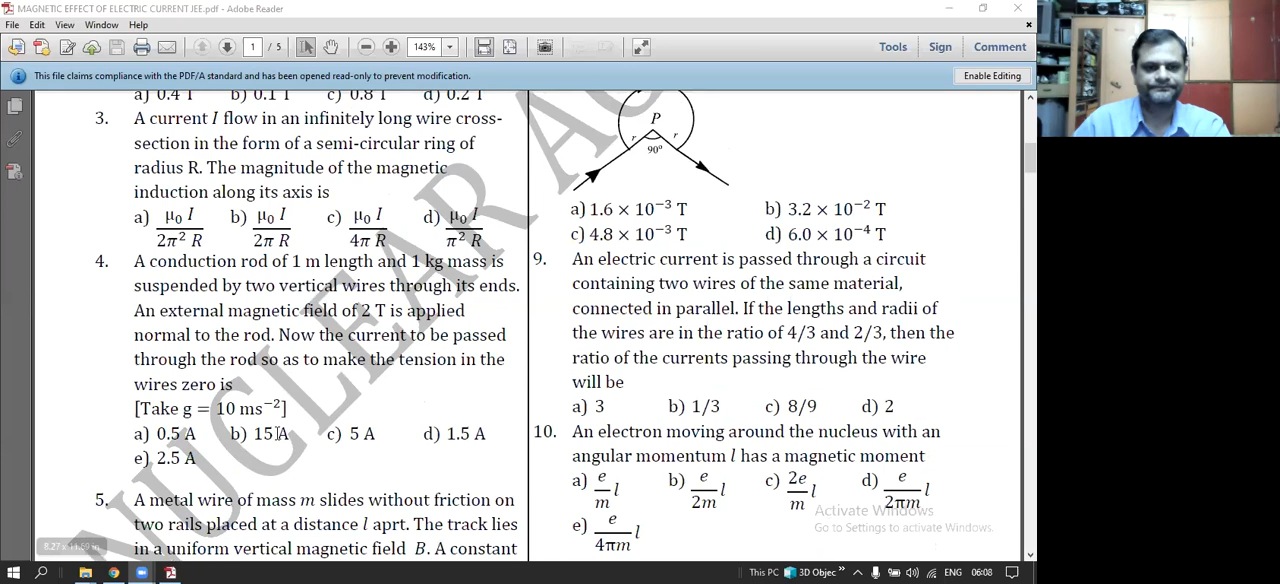 MAGNETIC EFFECT OF ELECTRIC CURRENT JEE.pdf - Adobe Reader
File Edit View Window Help
1 / 5 143% Tools Sign Comment
This file claims compliance with the PDF/A standard and has been opened read-only to prevent modification. Enable Editing
a) 0.4 T b) 0.1 T c) 0.8 T d) 0.2 T
3. A current I flow in an infinitely long wire cross-
section in the form of a semi-circular ring of
radius R. The magnitude of the magnetic
induction along its axis is
a) μ₀ I / 2π² R b) μ₀ I / 2π R c) μ₀ I / 4π R d) μ₀ I / π² R
4. A conduction rod of 1 m length and 1 kg mass is
suspended by two vertical wires through its ends.
An external magnetic field of 2 T is applied
normal to the rod. Now the current to be passed
through the rod so as to make the tension in the
wires zero is
[Take g = 10 ms⁻²]
a) 0.5 A b) 15 A c) 5 A d) 1.5 A
e) 2.5 A
5. A metal wire of mass m slides without friction on
two rails placed at a distance l aprt. The track lies
in a uniform vertical magnetic field B. A constant
P
r r
90°
a) 1.6 × 10⁻³ T b) 3.2 × 10⁻² T
c) 4.8 × 10⁻³ T d) 6.0 × 10⁻⁴ T
9. An electric current is passed through a circuit
containing two wires of the same material,
connected in parallel. If the lengths and radii of
the wires are in the ratio of 4/3 and 2/3, then the
ratio of the currents passing through the wire
will be
a) 3 b) 1/3 c) 8/9 d) 2
10. An electron moving around the nucleus with an
angular momentum l has a magnetic moment
a) e/m l b) e/2m l c) 2e/m l d) e/2πm l
e) e/4πm l
NUCLEAR
Activate Windows
Go to Settings to activate Windows.
8.27 x 11.69 in
This PC 3D Objec » ENG 06:08